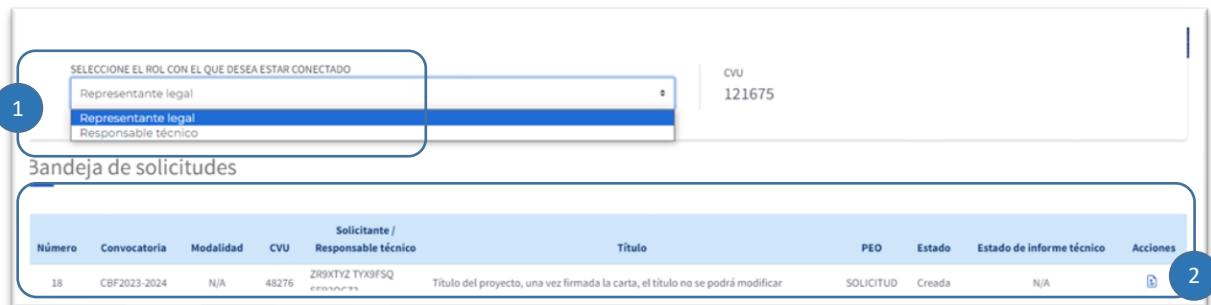 SELECCIONE EL ROL CON EL QUE DESEA ESTAR CONECTADO
CVU
Representante legal
121675
1
Representante legal
Responsable técnico
Bandeja de solicitudes
Solicitante /
Número Convocatoria Modalidad CVU Responsable técnico Título PEO Estado Estado de informe técnico Acciones
ZR9XTYZ TYX9FSQ
18 CBF2023-2024 N/A 48276 Título del proyecto, una vez firmada la carta, el título no se podrá modificar SOLICITUD Creada N/A
2